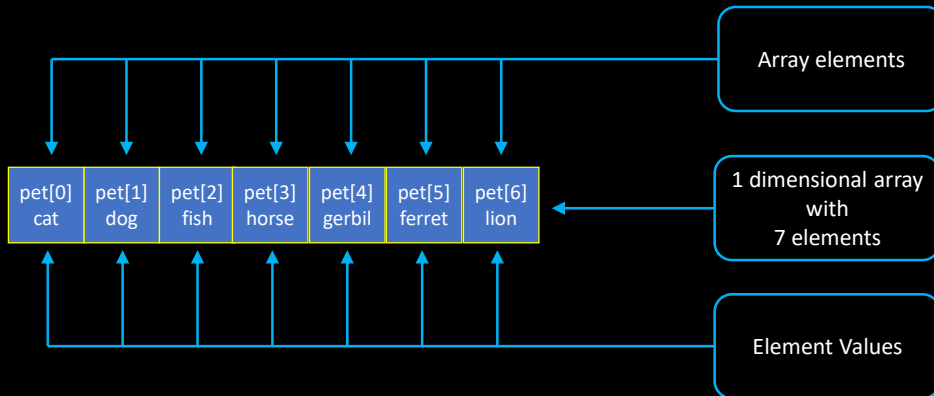 Array elements
pet[0] pet[1] pet[2] pet[3] pet[4] pet[5] pet[6]
cat dog fish horse gerbil ferret lion
1 dimensional array
with
7 elements
Element Values